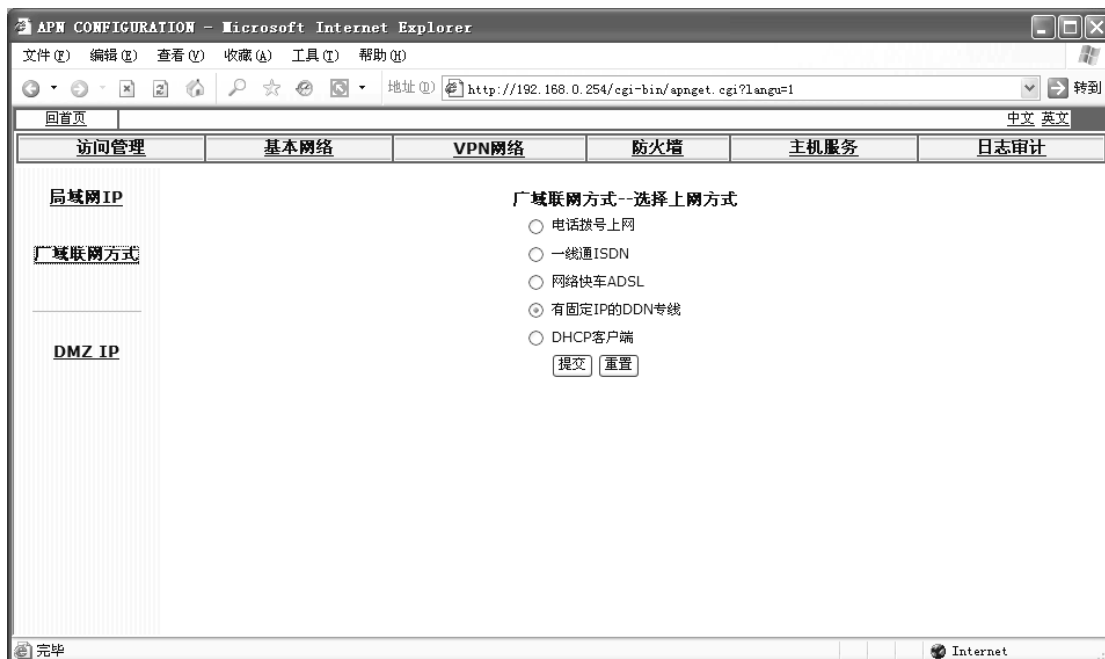 APN CONFIGURATION - Microsoft Internet Explorer
文件(F) 编辑(E) 查看(V) 收藏(A) 工具(T) 帮助(H)
地址(D) http://192.168.0.254/cgi-bin/apnget.cgi?langu=1 转到
回首页 中文 英文
访问管理 基本网络 VPN网络 防火墙 主机服务 日志审计
局域网IP
广域联网方式--选择上网方式
电话拨号上网
广域联网方式
一线通ISDN
网络快车ADSL
有固定IP的DDN专线
DHCP客户端
DMZ IP
提交 重置
完毕 Internet